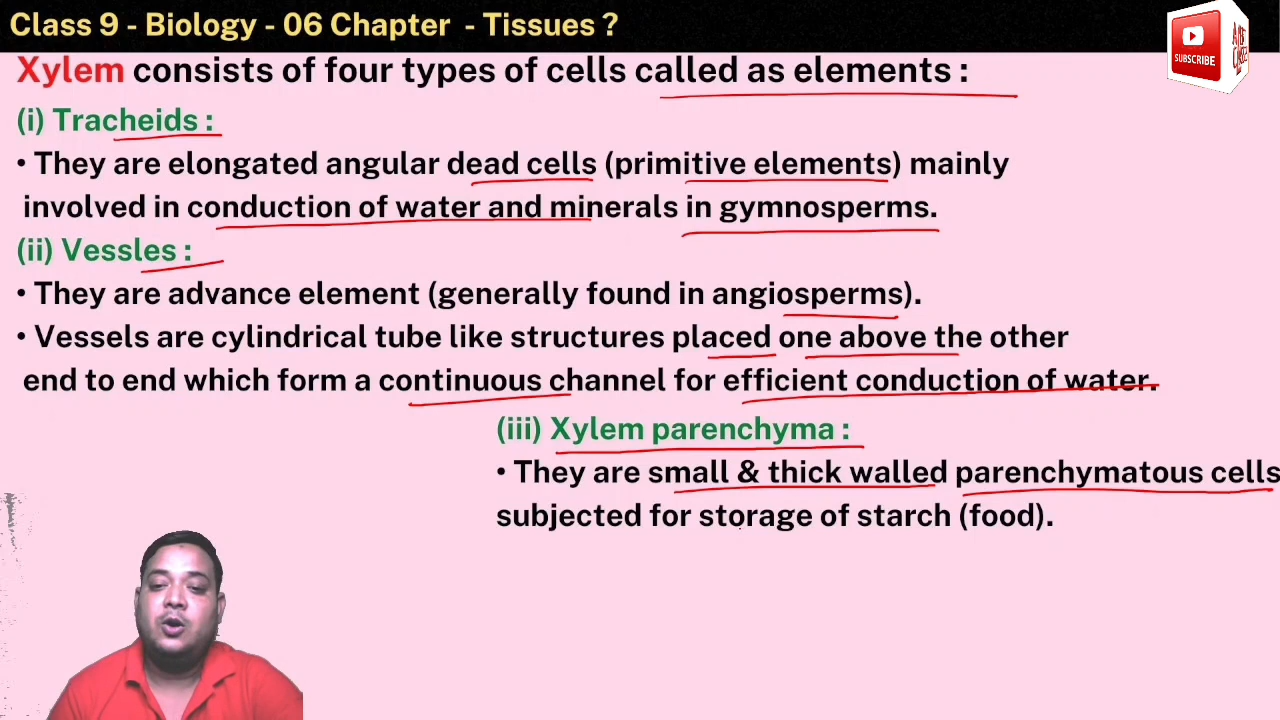 Class 9 - Biology - 06 Chapter - Tissues ?
SUBSCRIBE
Xylem consists of four types of cells called as elements :
(i) Tracheids :
• They are elongated angular dead cells (primitive elements) mainly
involved in conduction of water and minerals in gymnosperms.
(ii) Vessles :
• They are advance element (generally found in angiosperms).
• Vessels are cylindrical tube like structures placed one above the other
end to end which form a continuous channel for efficient conduction of water.
(iii) Xylem parenchyma :
• They are small & thick walled parenchymatous cells
subjected for storage of starch (food).